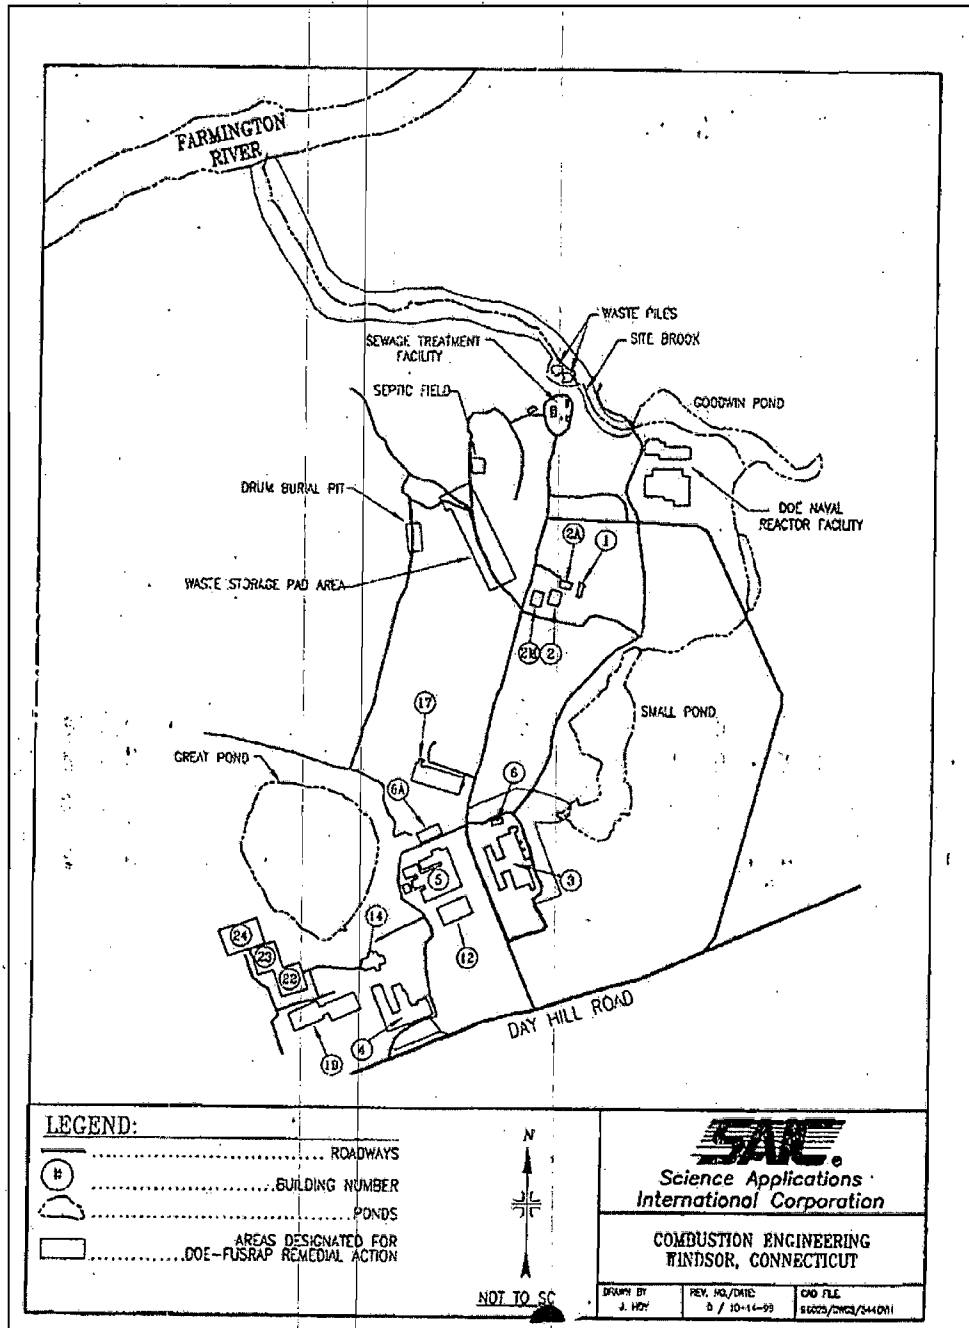 FARMINGTON
RIVER
WASTE PILES
SITE BROOK
SEWAGE TREATMENT
FACILITY
SEPTIC FIELD
GOODWIN POND
DRUM BURIAL PIT
DOE NAVAL
REACTOR FACILITY
2A
1
WASTE STORAGE PAD AREA
2
17
SMALL POND
GREAT POND
6
6A
5
3
14
24
23
12
22
DAY HILL ROAD
4
19
LEGEND:
ROADWAYS
#
BUILDING NUMBER
PONDS
AREAS DESIGNATED FOR
DOE-FUSRAP REMEDIAL ACTION
N
NOT TO SC
SAIC®
Science Applications
International Corporation
COMBUSTION ENGINEERING
WINDSOR, CONNECTICUT
DRAWN BY
J. HOY
REV. NO./DATE
0 / 10-14-99
CAD FILE